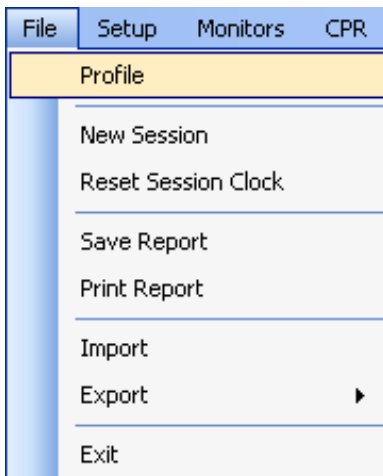 File Setup Monitors CPR
Profile
New Session
Reset Session Clock
Save Report
Print Report
Import
Export
Exit